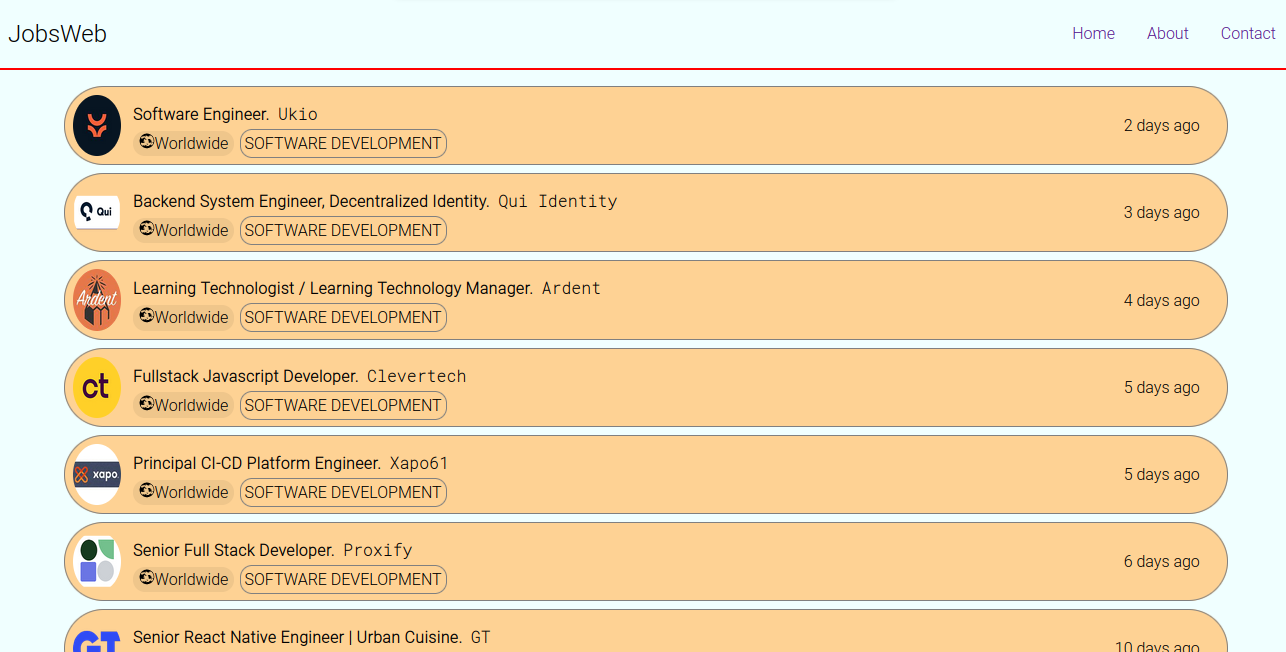 JobsWeb
Home About Contact
Software Engineer. Ukio
Worldwide SOFTWARE DEVELOPMENT
2 days ago
Qui
Backend System Engineer, Decentralized Identity. Qui Identity
Worldwide SOFTWARE DEVELOPMENT
3 days ago
Ardent
Learning Technologist / Learning Technology Manager. Ardent
Worldwide SOFTWARE DEVELOPMENT
4 days ago
ct
Fullstack Javascript Developer. Clevertech
Worldwide SOFTWARE DEVELOPMENT
5 days ago
xapo
Principal CI-CD Platform Engineer. Xapo61
Worldwide SOFTWARE DEVELOPMENT
5 days ago
Senior Full Stack Developer. Proxify
Worldwide SOFTWARE DEVELOPMENT
6 days ago
GT
Senior React Native Engineer | Urban Cuisine. GT
10 days ago